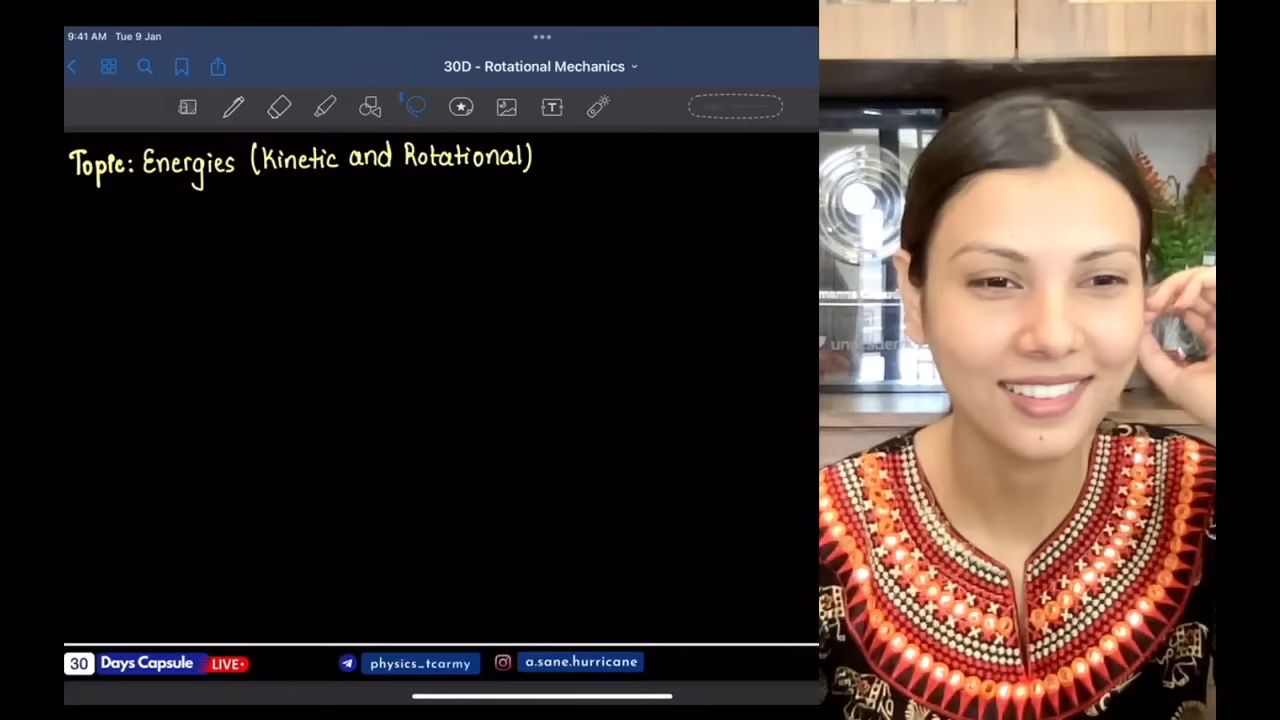 9:41 AM Tue 9 Jan
30D - Rotational Mechanics
T
Topic: Energies (Kinetic and Rotational)
30 Days Capsule LIVE
physics_tcarmy
a.sane.hurricane